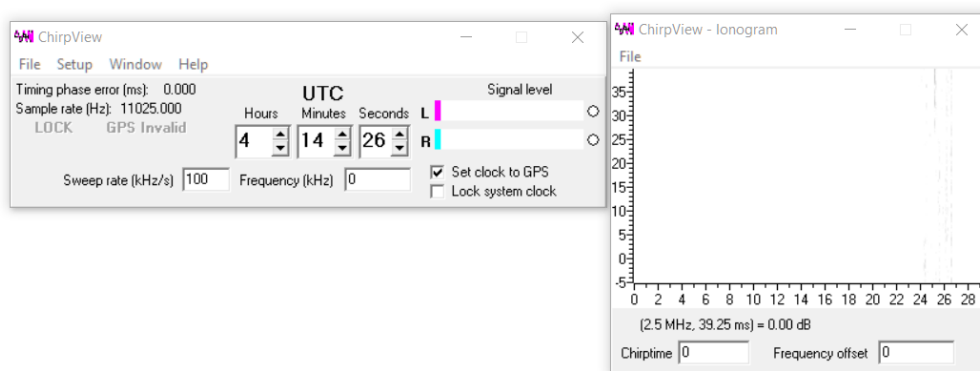 ChirpView
File Setup Window Help
Timing phase error (ms): 0.000
Sample rate (Hz): 11025.000
LOCK GPS Invalid
UTC
Hours Minutes Seconds
4 14 26
Signal level
L
R
Sweep rate (kHz/s) 100 Frequency (kHz) 0
Set clock to GPS
Lock system clock
ChirpView - Ionogram
File
35
30
25
20
15
10
5
0
-5
0 2 4 6 8 10 12 14 16 18 20 22 24 26 28
(2.5 MHz, 39.25 ms) = 0.00 dB
Chirptime 0 Frequency offset 0